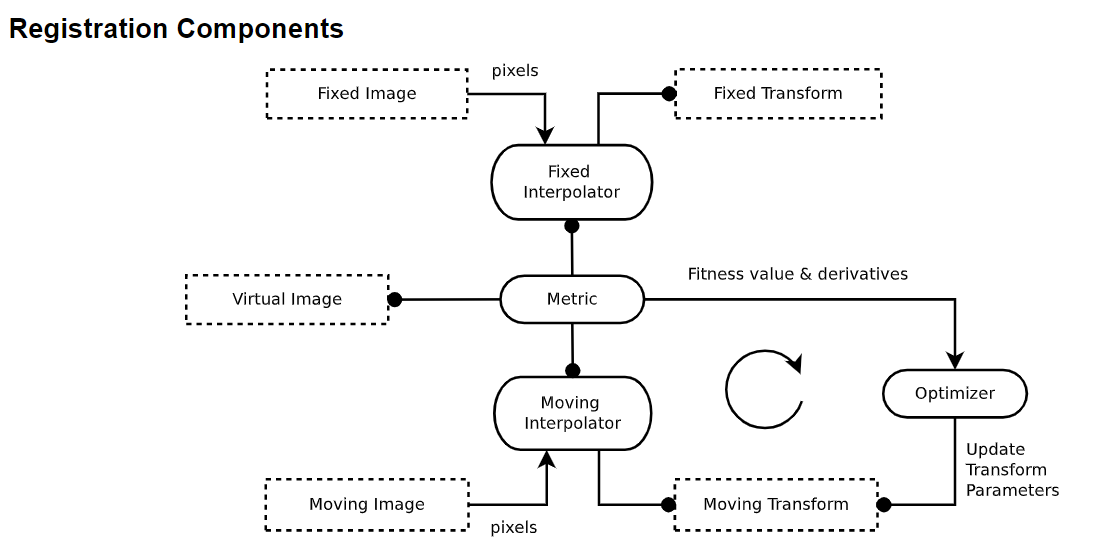 Registration Components
pixels
Fixed Image
Fixed Transform
Fixed
Interpolator
Fitness value & derivatives
Virtual Image
Metric
Optimizer
Moving
Interpolator
Update
Transform
Parameters
Moving Image
Moving Transform
pixels